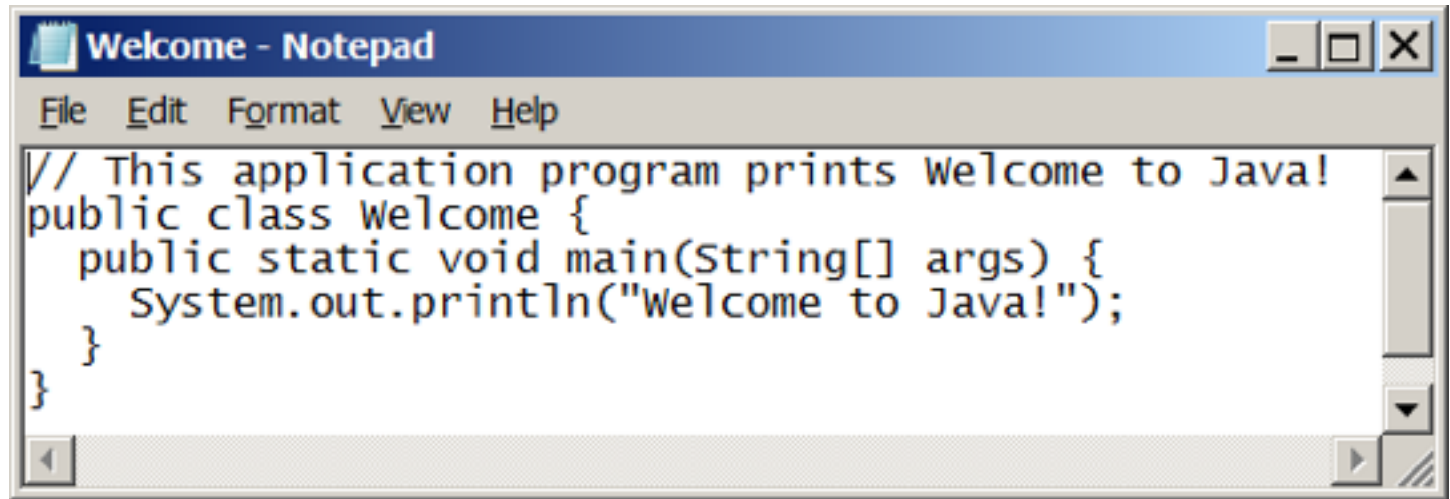 Welcome - Notepad
File Edit Format View Help
// This application program prints Welcome to Java!
public class Welcome {
  public static void main(String[] args) {
    System.out.println("Welcome to Java!");
  }
}